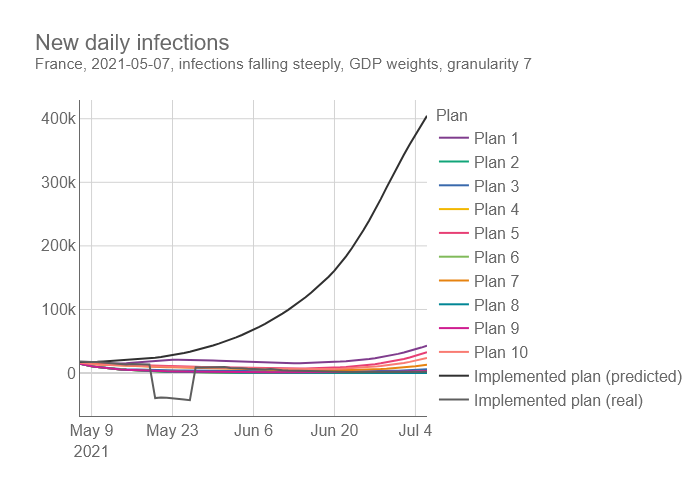 New daily infections
France, 2021-05-07, infections falling steeply, GDP weights, granularity 7
400k
300k
200k
100k
0
May 9
2021
May 23
Jun 6
Jun 20
Jul 4
Plan
Plan 1
Plan 2
Plan 3
Plan 4
Plan 5
Plan 6
Plan 7
Plan 8
Plan 9
Plan 10
Implemented plan (predicted)
Implemented plan (real)